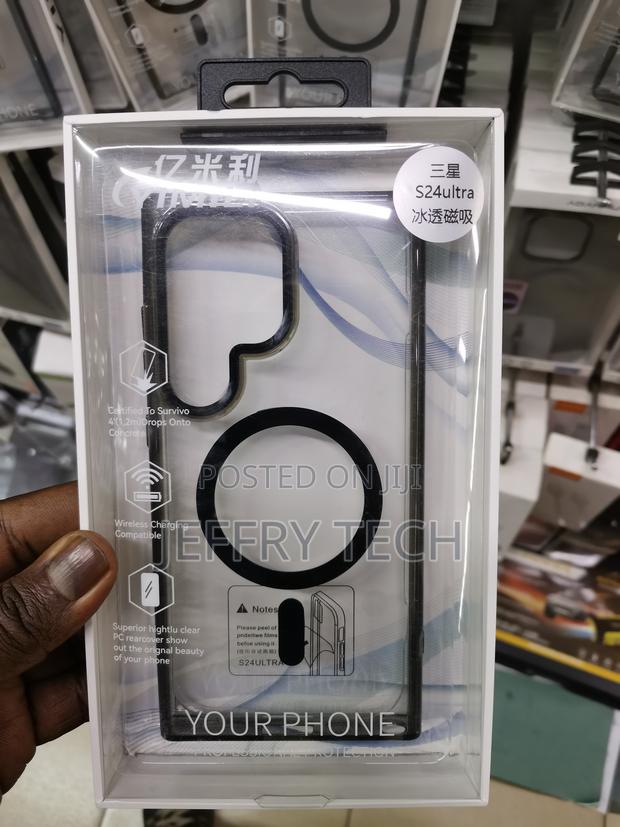 亿米利
三星
S24ultra
冰透磁吸
Certified To Survivo
4'(1.2m)Drops Onto
Concrete
POSTED ON JIJI
JEFFRY TECH
Wireless Charging
Compatible
Superior hightlu clear
PC rearcover show
out the orignal beauty
of your phone
Notes
Please peel of
before using it
S24ULTRA
YOUR PHONE
PROFESSIONAL PROTECTION